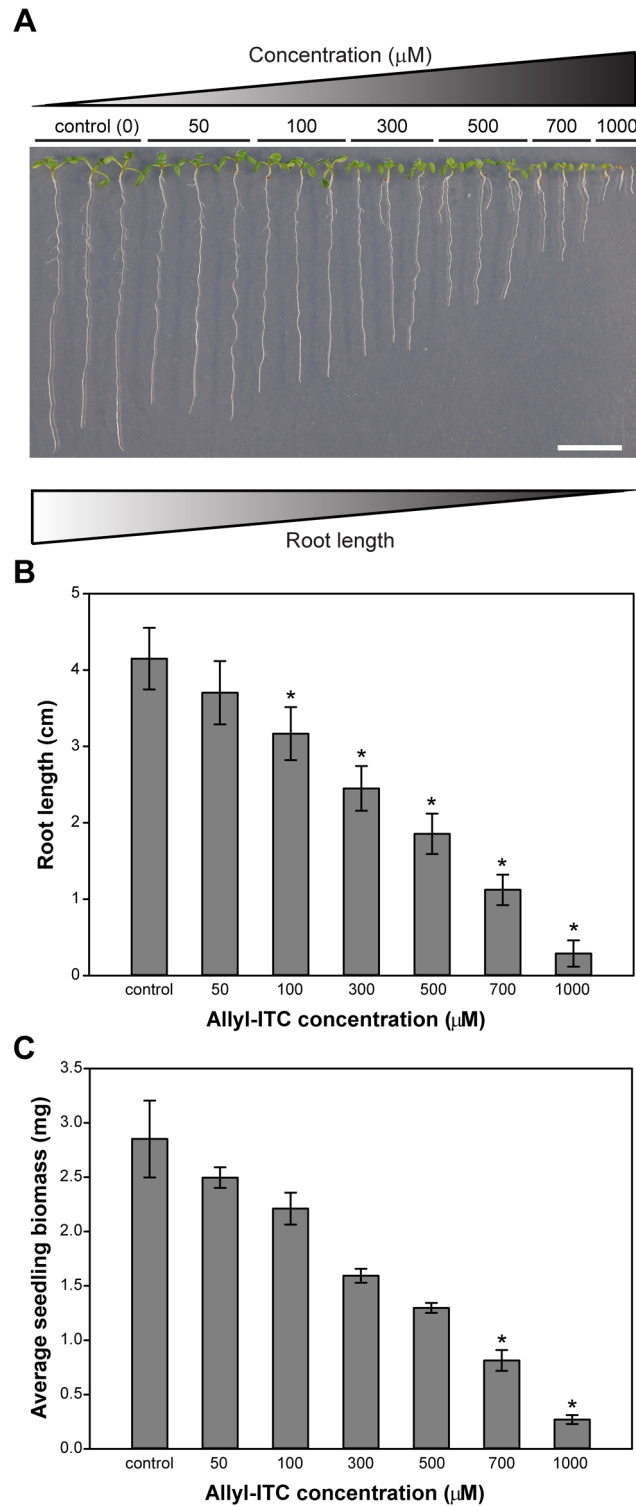 A
Concentration (μM)
control (0) 50 100 300 500 700 1000
Root length
B
5
4
3
2
1
0
Root length (cm)
*
*
*
*
*
control 50 100 300 500 700 1000
Allyl-ITC concentration (μM)
C
3.5
3.0
2.5
2.0
1.5
1.0
0.5
0.0
Average seedling biomass (mg)
*
*
control 50 100 300 500 700 1000
Allyl-ITC concentration (μM)